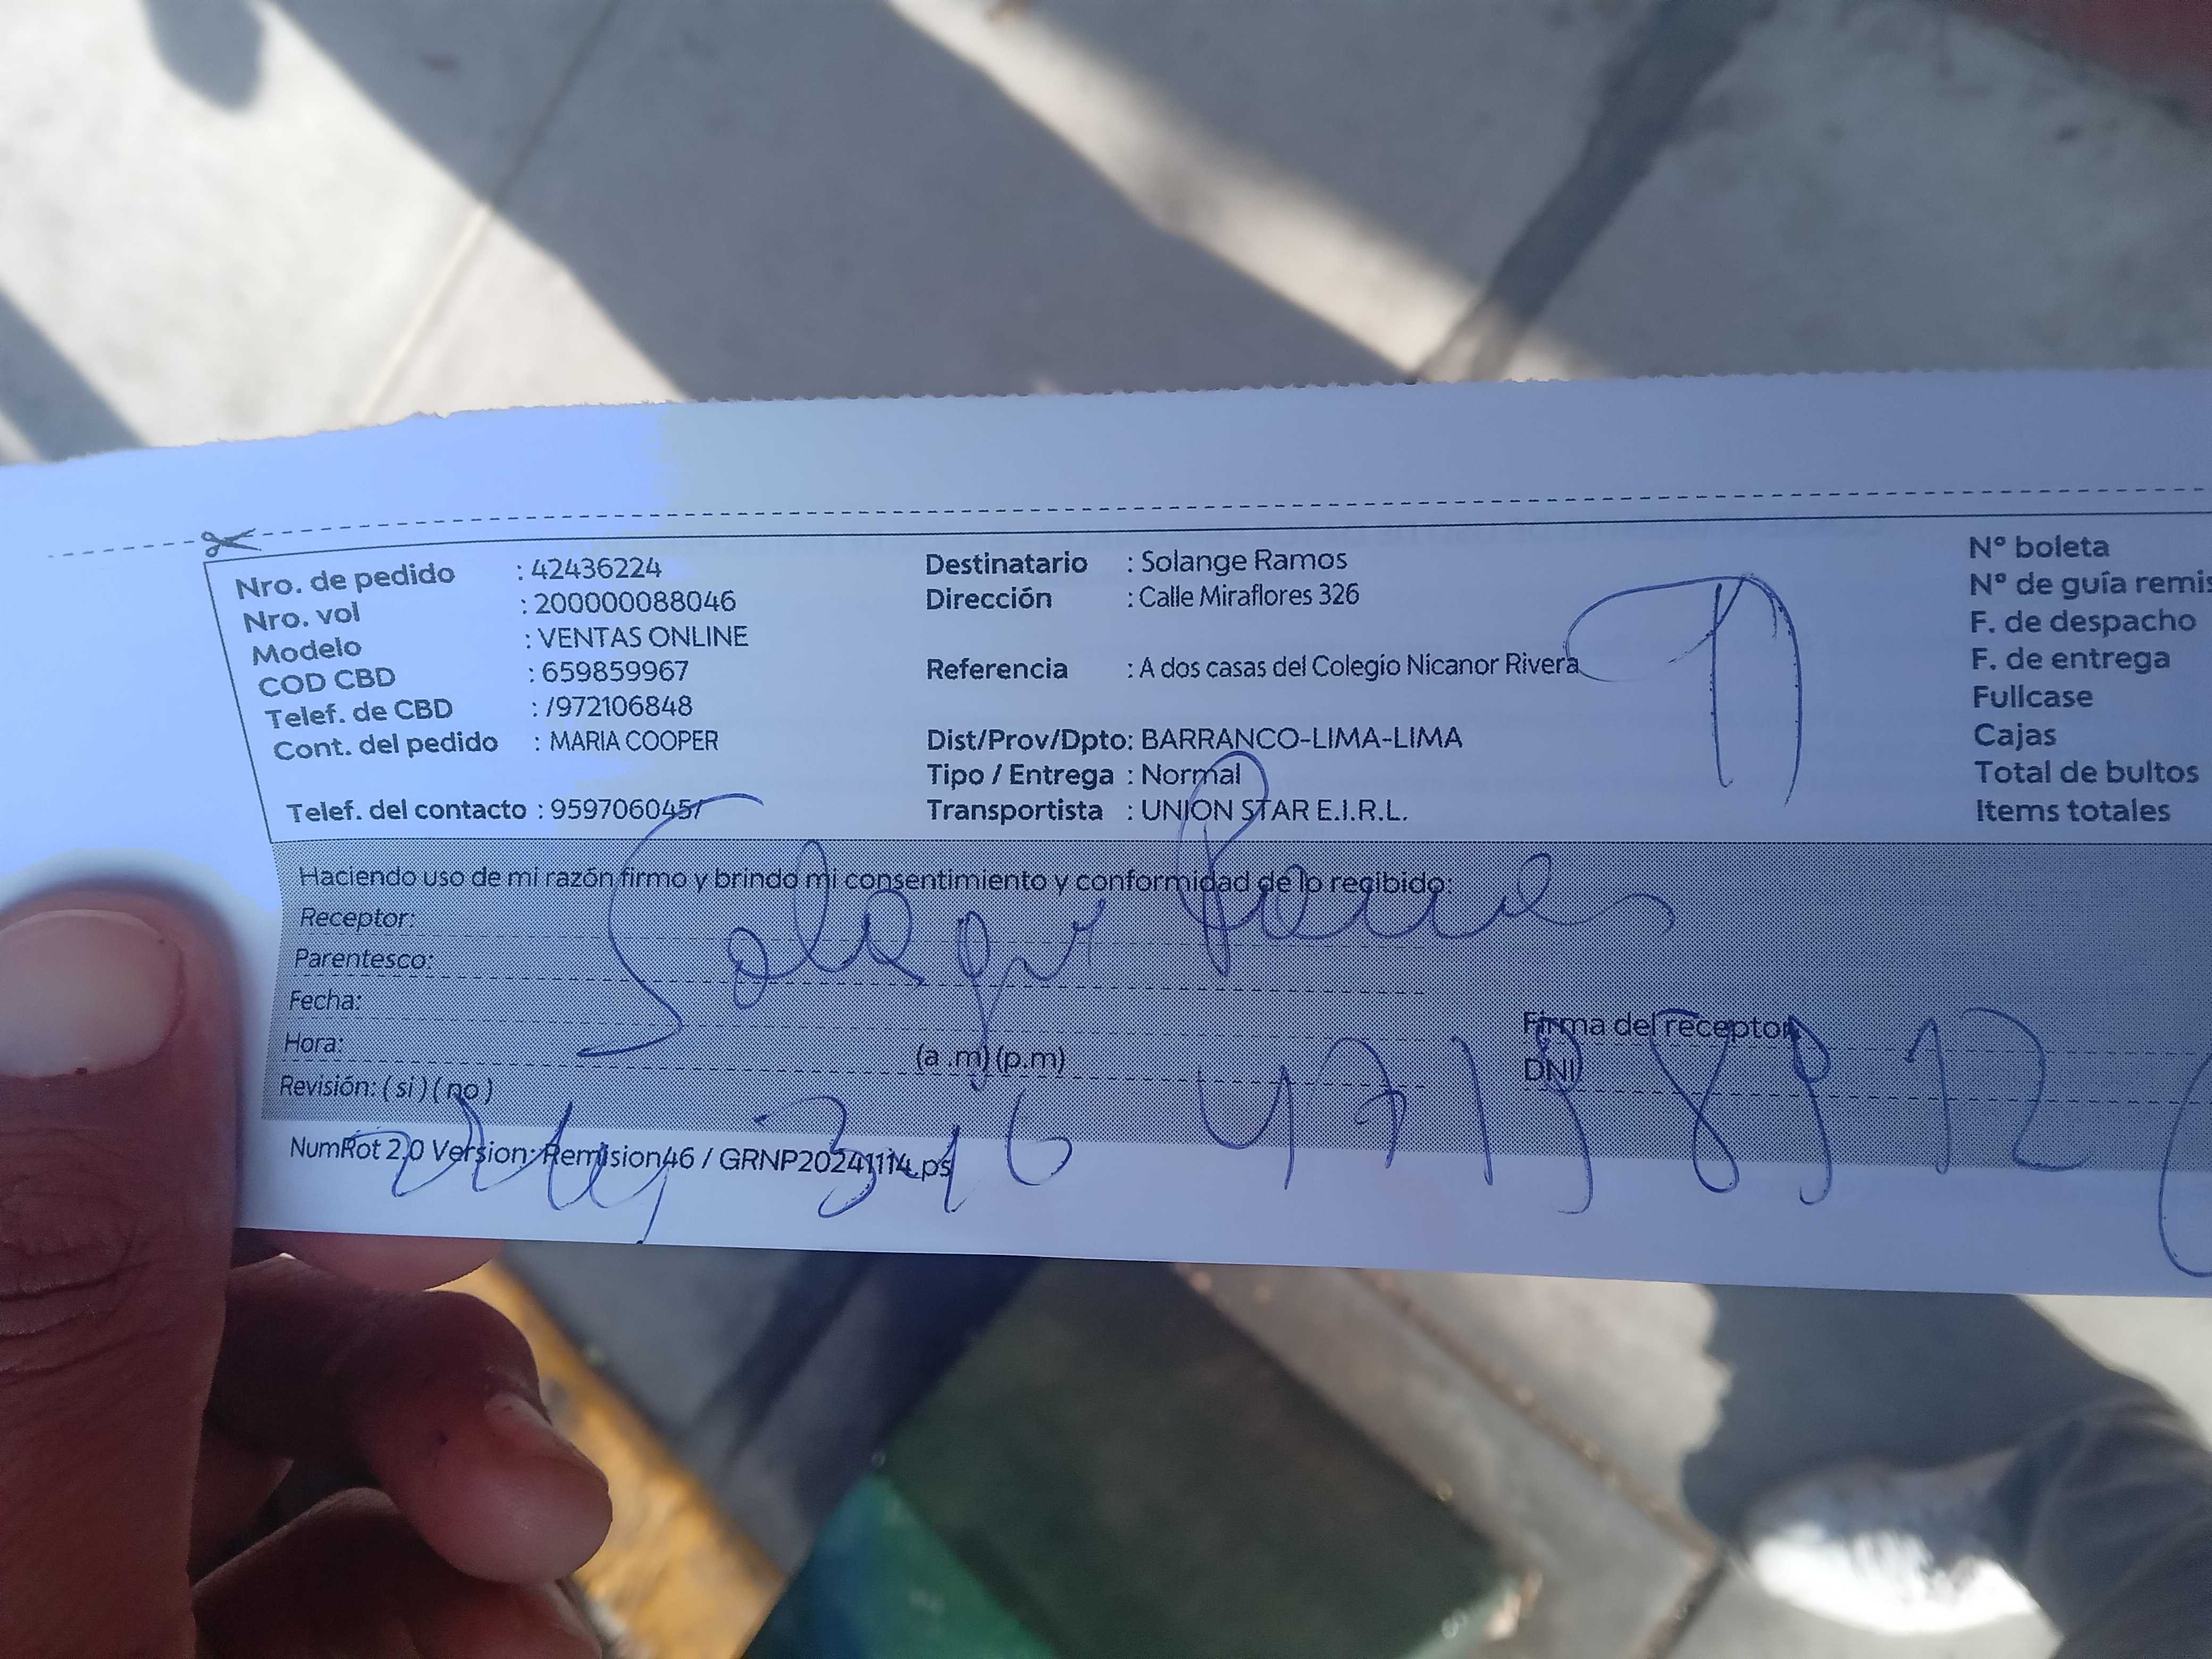 Nro. de pedido : 42436224
Nro. vol : 200000088046
Modelo : VENTAS ONLINE
COD CBD : 659859967
Telef. de CBD : /972106848
Cont. del pedido : MARIA COOPER
Telef. del contacto : 959706045
Destinatario : Solange Ramos
Dirección : Calle Miraflores 326
Referencia : A dos casas del Colegio Nicanor Rivera
Dist/Prov/Dpto: BARRANCO-LIMA-LIMA
Tipo / Entrega : Normal
Transportista : UNION STAR E.I.R.L.
N° boleta
N° de guía remis
F. de despacho
F. de entrega
Fullcase
Cajas
Total de bultos
Items totales
Haciendo uso de mi razón firmo y brindo mi consentimiento y conformidad de lo recibido:
Receptor:
Parentesco:
Fecha:
Hora: (a .m) (p.m)
Revisión: ( si ) ( no )
Firma del receptor
DNI
NumRot 2.0 Version: Remision46 / GRNP20241114.ps